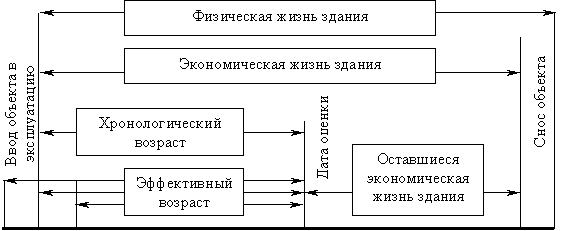 Физическая жизнь здания
Экономическая жизнь здания
Ввод объекта в
эксплуатацию
Хронологический
возраст
Эффективный
возраст
Дата оценки
Оставшиеся
экономическая
жизнь здания
Снос объекта